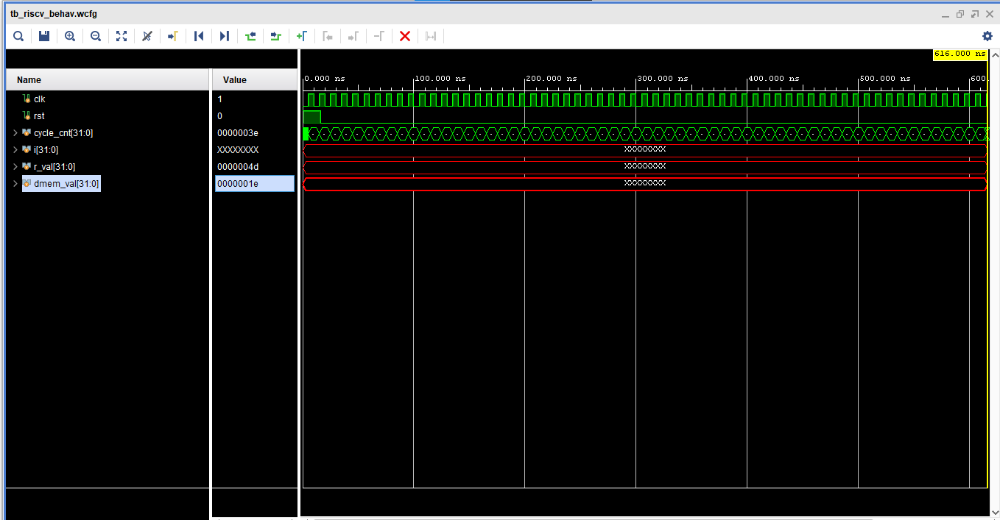 tb_riscv_behav.wcfg
616.000 ns
Name Value
0.000 ns 100.000 ns 200.000 ns 300.000 ns 400.000 ns 500.000 ns 600
clk 1
rst 0
cycle_cnt[31:0] 0000003e
i[31:0] XXXXXXXX XXXXXXXX
r_val[31:0] 0000004d XXXXXXXX
dmem_val[31:0] 0000001e XXXXXXXX